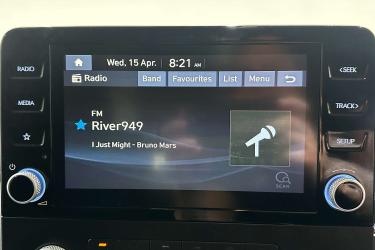 Wed, 15 Apr. 8:21 AM
RADIO
Radio Band Favourites List Menu
<SEEK
MEDIA
TRACK>
FM
River949
SETUP
I Just Might - Bruno Mars
SCAN